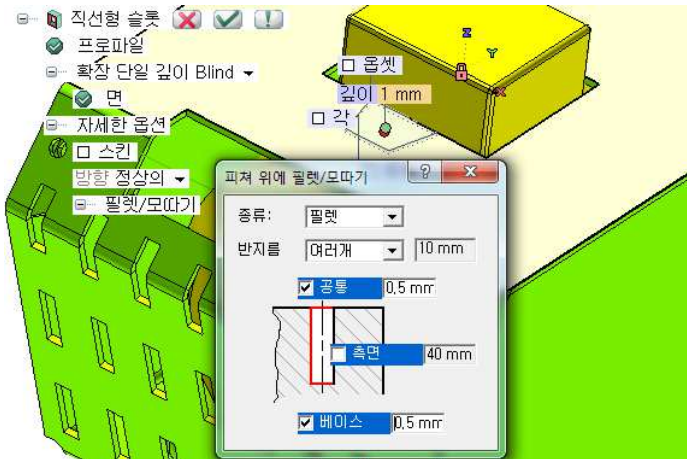 직선형 슬롯
프로파일
확장 단일 깊이 Blind
면
자세한 옵션
스킨
방향 정상의
필렛/모따기
옵셋
깊이 1 mm
각
Z
Y
X
피쳐 위에 필렛/모따기
종류: 필렛
반지름 여러개 10 mm
공통 0,5 mm
측면 40 mm
베이스 0,5 mm